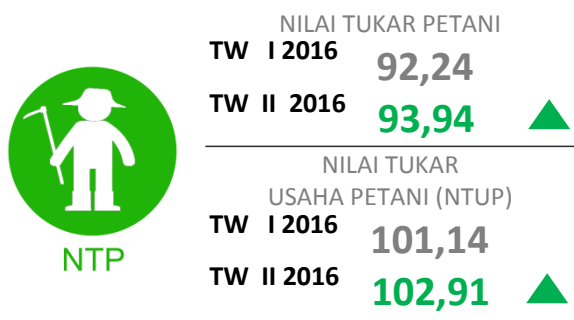 NILAI TUKAR PETANI
TW I 2016
92,24
TW II 2016
93,94
NILAI TUKAR
USAHA PETANI (NTUP)
TW I 2016
101,14
TW II 2016
102,91
NTP